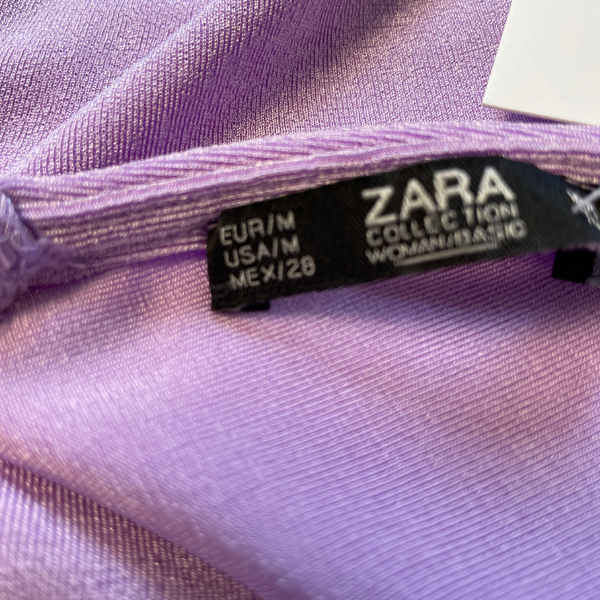 EUR/M
USA/M
MEX/28
ZARA
COLLECTION
WOMAN/BASIC